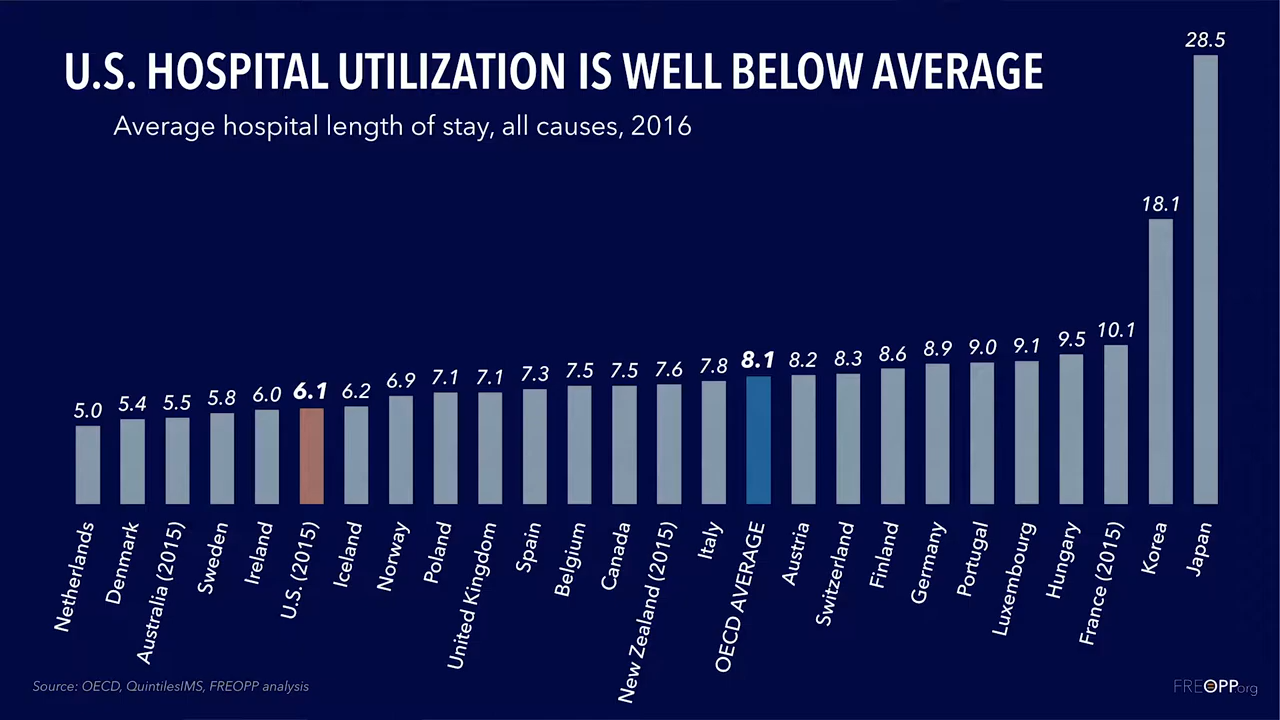 U.S. HOSPITAL UTILIZATION IS WELL BELOW AVERAGE
Average hospital length of stay, all causes, 2016
5.0
5.4
5.5
5.8
6.0
6.1
6.2
6.9
7.1
7.1
7.3
7.5
7.5
7.6
7.8
8.1
8.2
8.3
8.6
8.9
9.0
9.1
9.5
10.1
18.1
28.5
Netherlands
Denmark
Australia (2015)
Sweden
Ireland
U.S. (2015)
Iceland
Norway
Poland
United Kingdom
Spain
Belgium
Canada
New Zealand (2015)
Italy
OECD AVERAGE
Austria
Switzerland
Finland
Germany
Portugal
Luxembourg
Hungary
France (2015)
Korea
Japan
Source: OECD, QuintilesIMS, FREOPP analysis
FREOPP.org